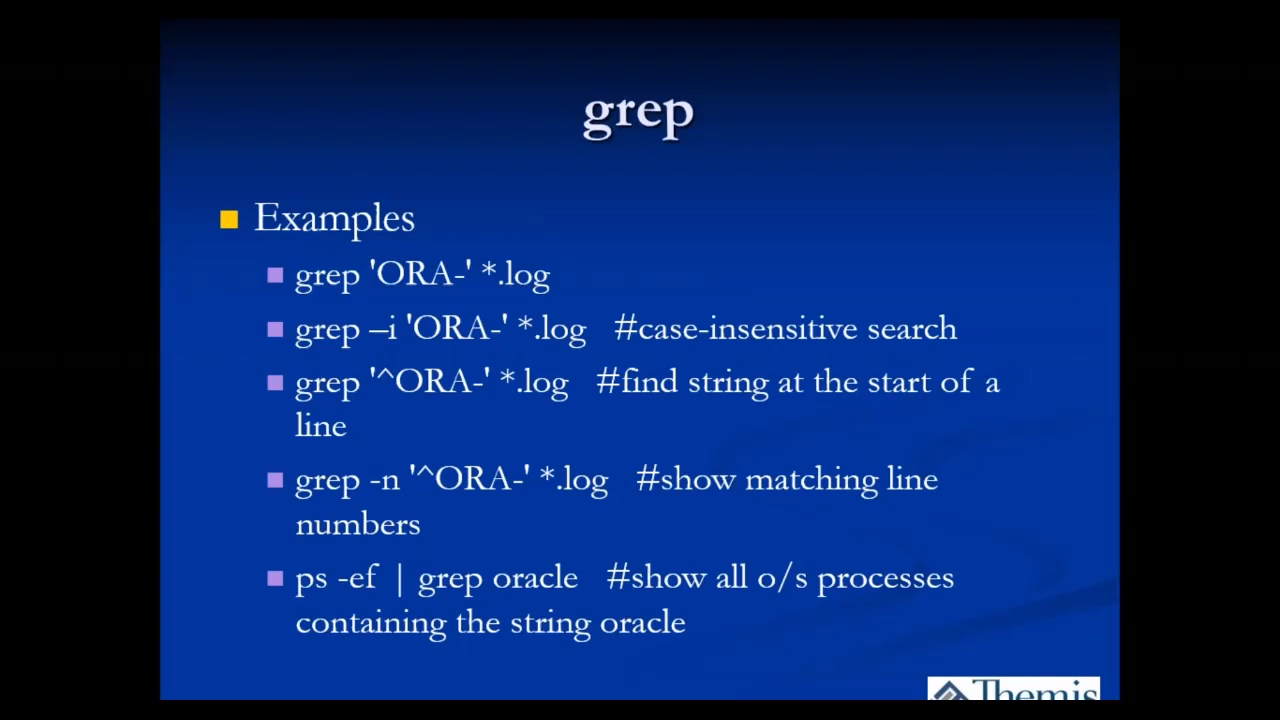 grep
Examples
grep 'ORA-' *.log
grep –i 'ORA-' *.log #case-insensitive search
grep '^ORA-' *.log #find string at the start of a
line
grep -n '^ORA-' *.log #show matching line
numbers
ps -ef | grep oracle #show all o/s processes
containing the string oracle
Themis